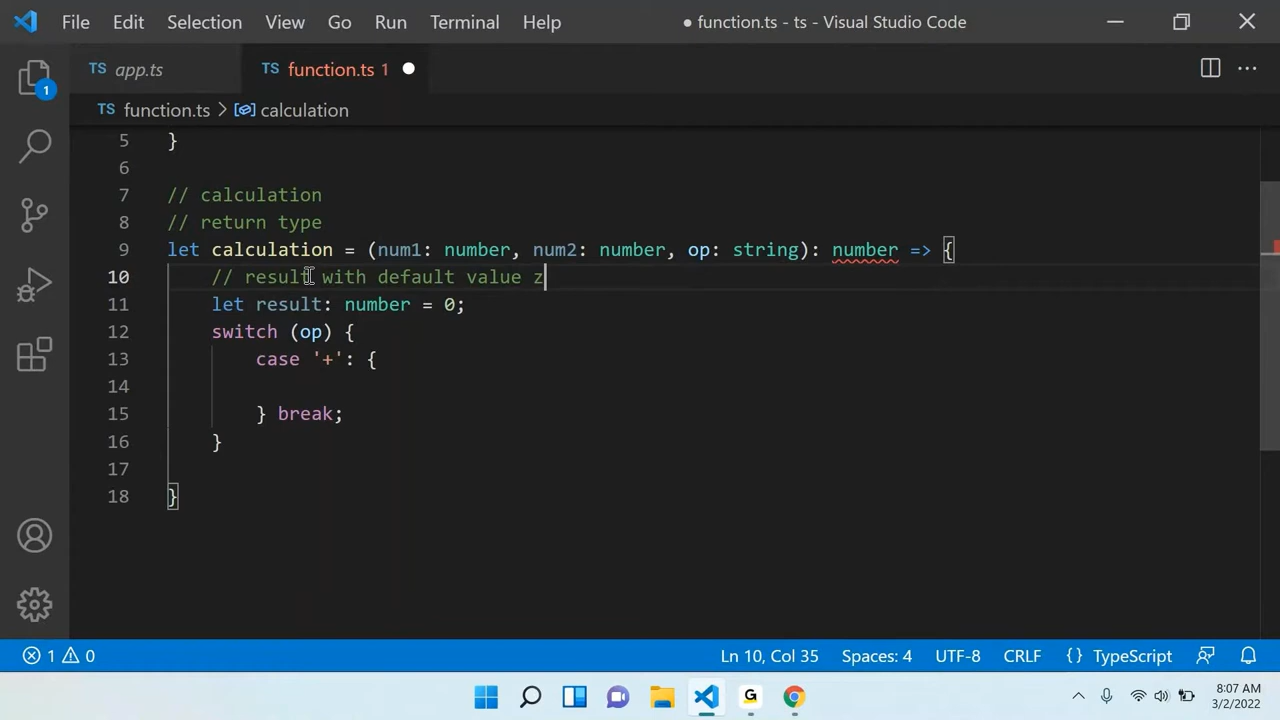 File Edit Selection View Go Run Terminal Help ● function.ts - ts - Visual Studio Code
TS app.ts TS function.ts 1
TS function.ts > calculation
1
5 }
6
7 // calculation
8 // return type
9 let calculation = (num1: number, num2: number, op: string): number => {
10 // result with default value z
11 let result: number = 0;
12 switch (op) {
13 case '+': {
14
15 } break;
16 }
17
18 }
1 0 Ln 10, Col 35 Spaces: 4 UTF-8 CRLF {} TypeScript
G 8:07 AM
3/2/2022